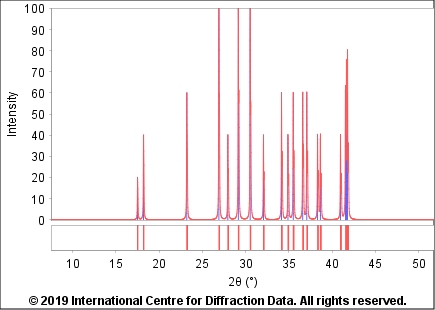 100
90
80
70
60
50
40
30
20
10
0
Intensity
10 15 20 25 30 35 40 45 50
2θ (°)
© 2019 International Centre for Diffraction Data. All rights reserved.